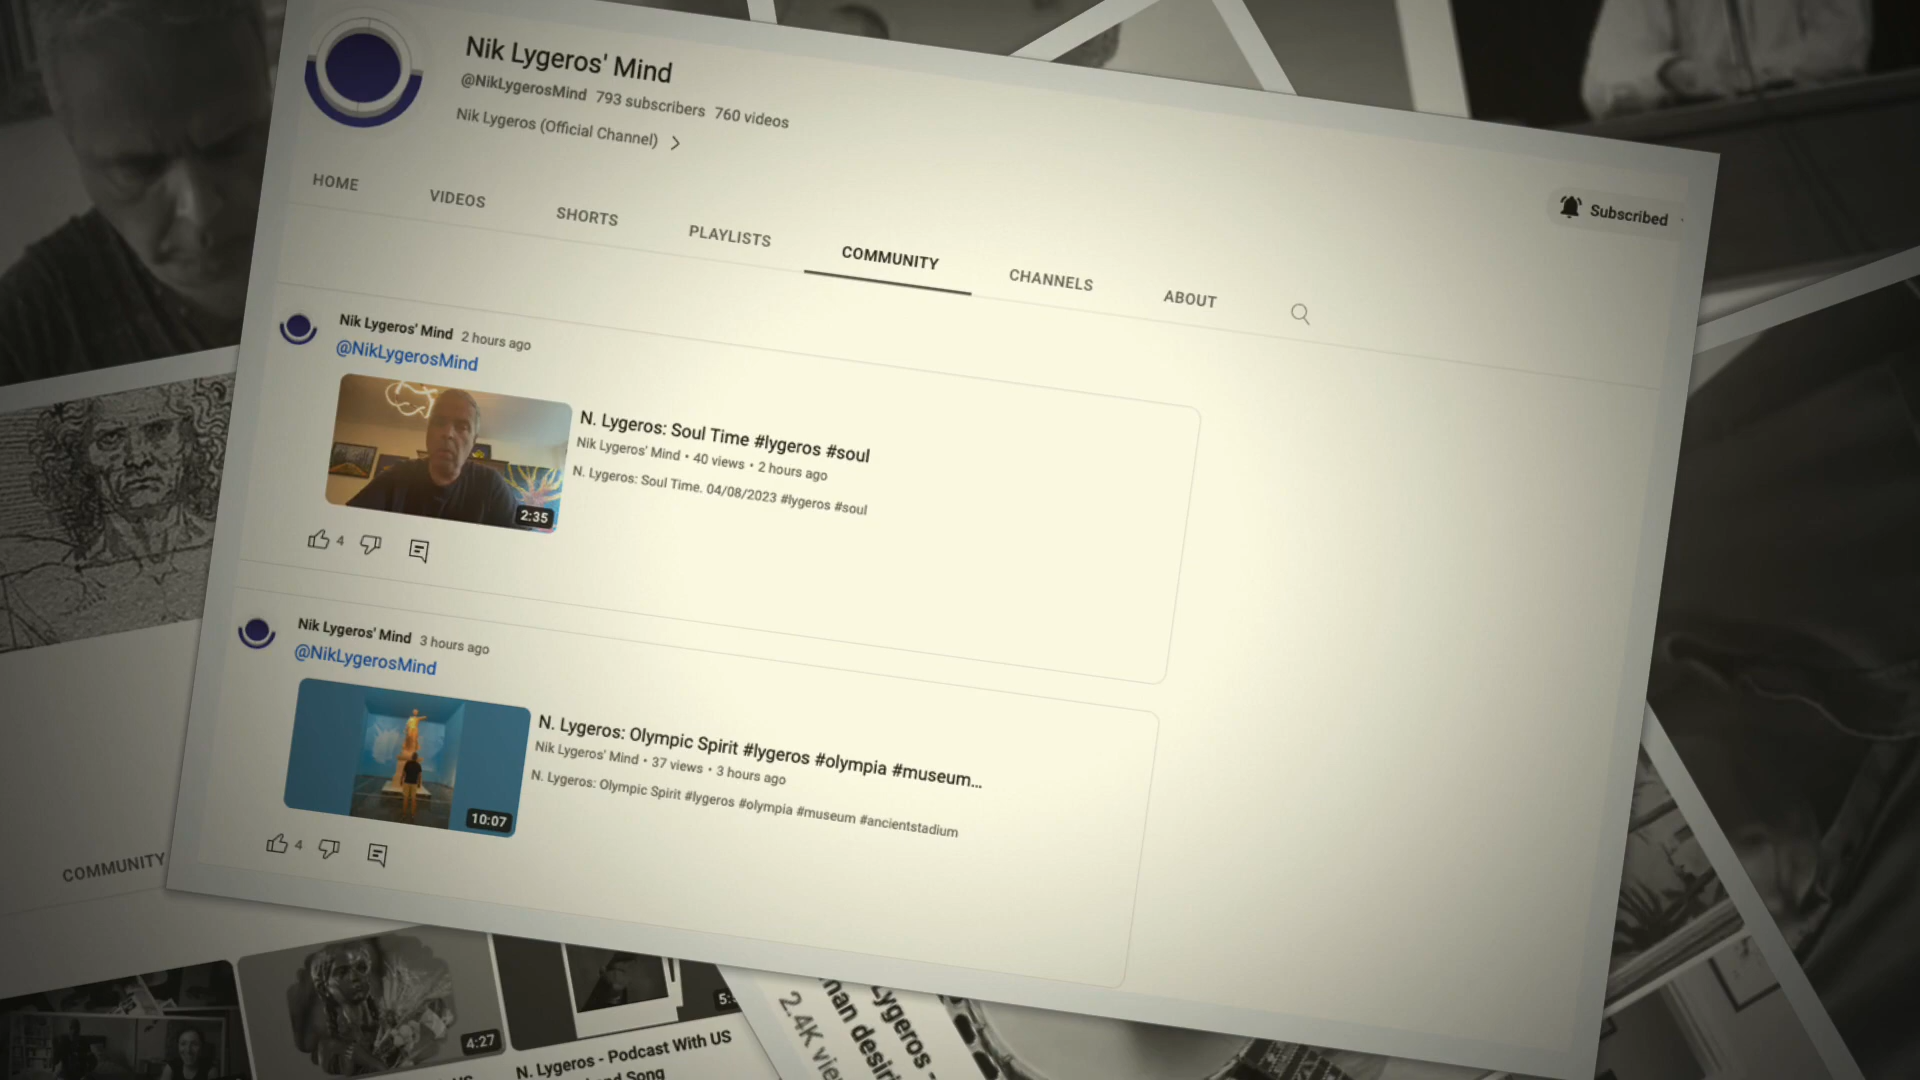 Nik Lygeros' Mind
@NikLygerosMind 793 subscribers 760 videos
Nik Lygeros (Official Channel)
Subscribed
HOME VIDEOS SHORTS PLAYLISTS COMMUNITY CHANNELS ABOUT
Nik Lygeros' Mind 2 hours ago
@NikLygerosMind
N. Lygeros: Soul Time #lygeros #soul
Nik Lygeros' Mind • 40 views • 2 hours ago
N. Lygeros: Soul Time. 04/08/2023 #lygeros #soul
2:35
4
Nik Lygeros' Mind 3 hours ago
@NikLygerosMind
N. Lygeros: Olympic Spirit #lygeros #olympia #museum...
Nik Lygeros' Mind • 37 views • 3 hours ago
N. Lygeros: Olympic Spirit #lygeros #olympia #museum #ancientstadium
10:07
4
COMMUNITY
4:27
N. Lygeros - Podcast With US
Song
2.4K